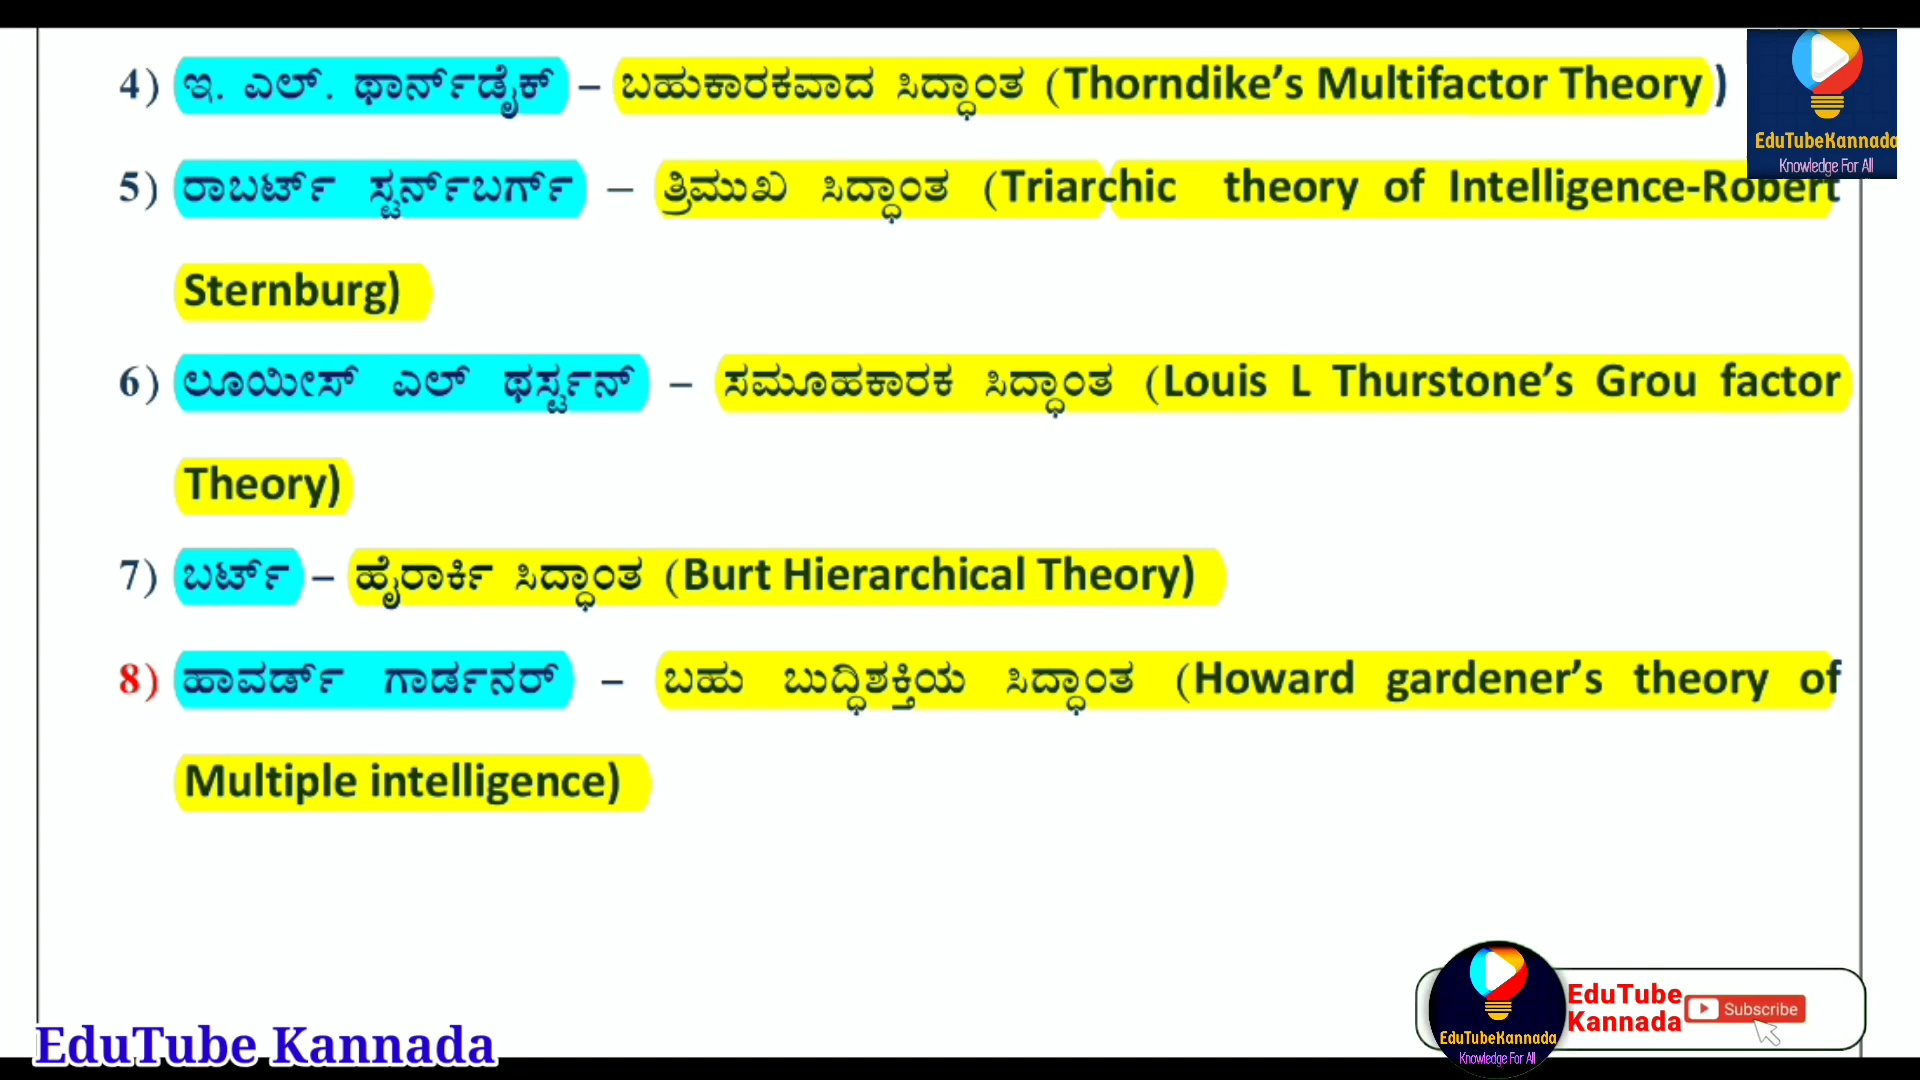 4) ಇ. ಎಲ್. ಥಾರ್ನ್‌ಡೈಕ್ – ಬಹುಕಾರಕವಾದ ಸಿದ್ಧಾಂತ (Thorndike’s Multifactor Theory)
EduTubeKannada
Knowledge For All
5) ರಾಬರ್ಟ್ ಸ್ಟರ್ನ್‌ಬರ್ಗ್ – ತ್ರಿಮುಖ ಸಿದ್ಧಾಂತ (Triarchic theory of Intelligence-Robert
Sternburg)
6) ಲೂಯೀಸ್ ಎಲ್ ಥರ್ಸ್ಟನ್ – ಸಮೂಹಕಾರಕ ಸಿದ್ಧಾಂತ (Louis L Thurstone’s Grou factor
Theory)
7) ಬರ್ಟ್ – ಹೈರಾರ್ಕಿ ಸಿದ್ಧಾಂತ (Burt Hierarchical Theory)
8) ಹಾವರ್ಡ್ ಗಾರ್ಡನರ್ – ಬಹು ಬುದ್ಧಿಶಕ್ತಿಯ ಸಿದ್ಧಾಂತ (Howard gardener’s theory of
Multiple intelligence)
EduTube
Kannada
Subscribe
EduTubeKannada
Knowledge For All
EduTube Kannada